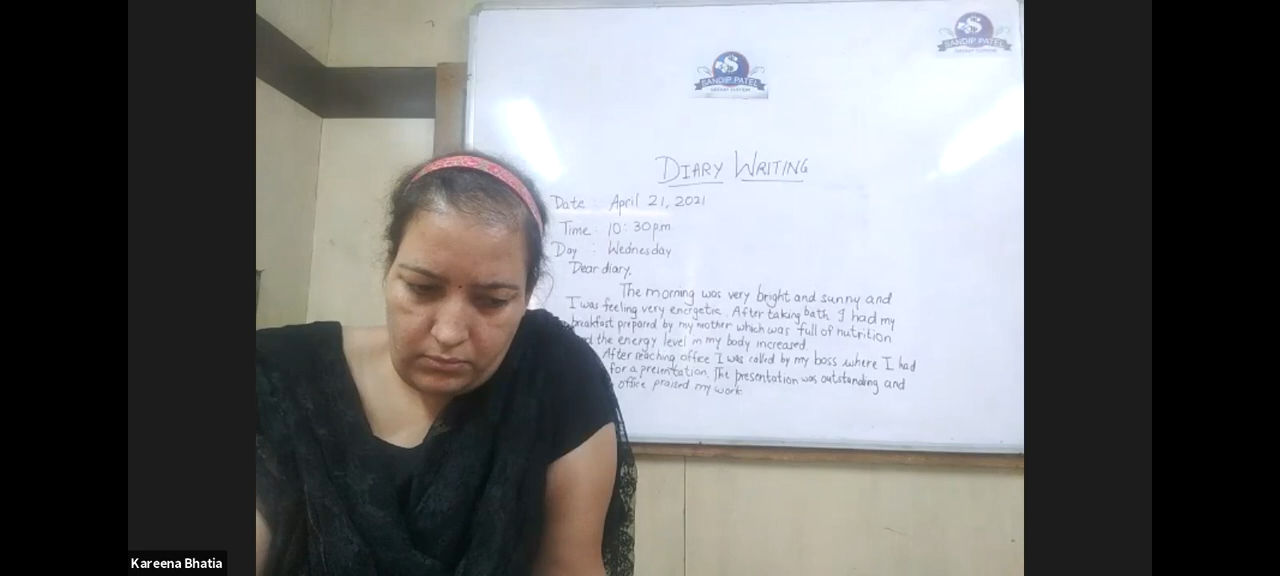 SANDIP PATEL
SANDIP PATEL
DIARY WRITING
Date : April 21, 2021
Time : 10:30pm
Day : Wednesday
Dear diary,
The morning was very bright and sunny and
I was feeling very energetic. After taking bath I had my
breakfast prepared by my mother which was full of nutrition
the energy level in my body increased.
After reaching office I was called by my boss where I had
for a presentation. The presentation was outstanding and
office praised my work.
Kareena Bhatia